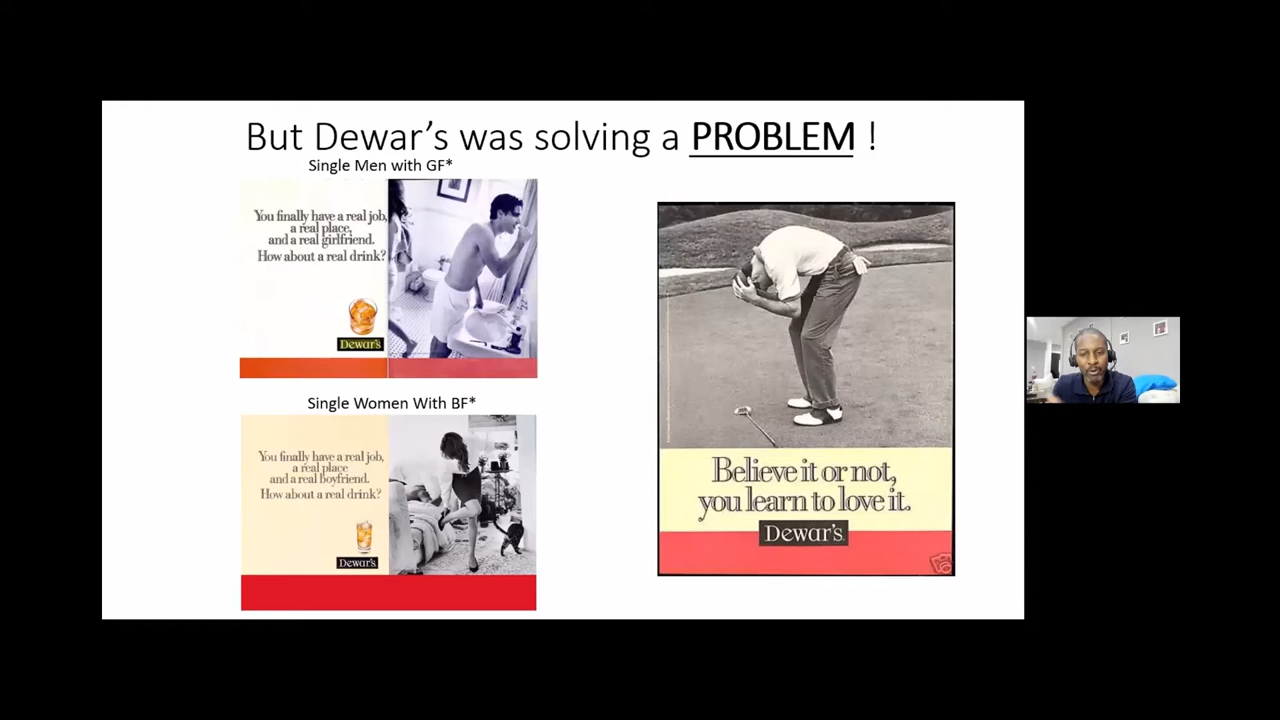 But Dewar's was solving a PROBLEM !
Single Men with GF*
You finally have a real job,
a real place,
and a real girlfriend.
How about a real drink?
Dewar's
Single Women With BF*
You finally have a real job,
a real place
and a real boyfriend.
How about a real drink?
Dewar's
Believe it or not,
you learn to love it.
Dewar's